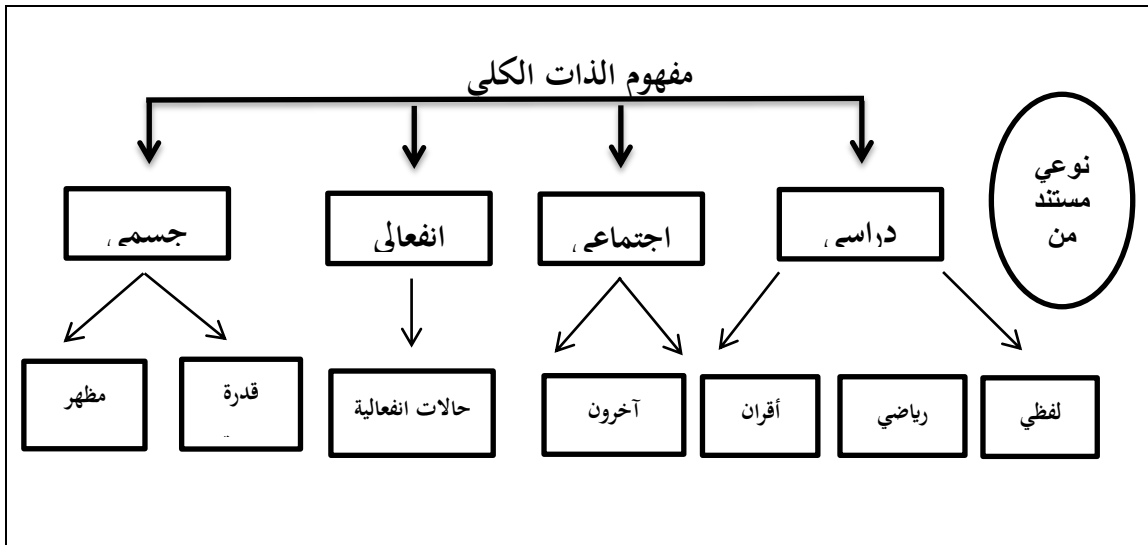 مفهوم الذات الكلي
نوعي
مستند
من
دراسي
اجتماعي
انفعالي
جسمي
لفظي
رياضي
أقران
آخرون
حالات انفعالية
قدرة
مظهر